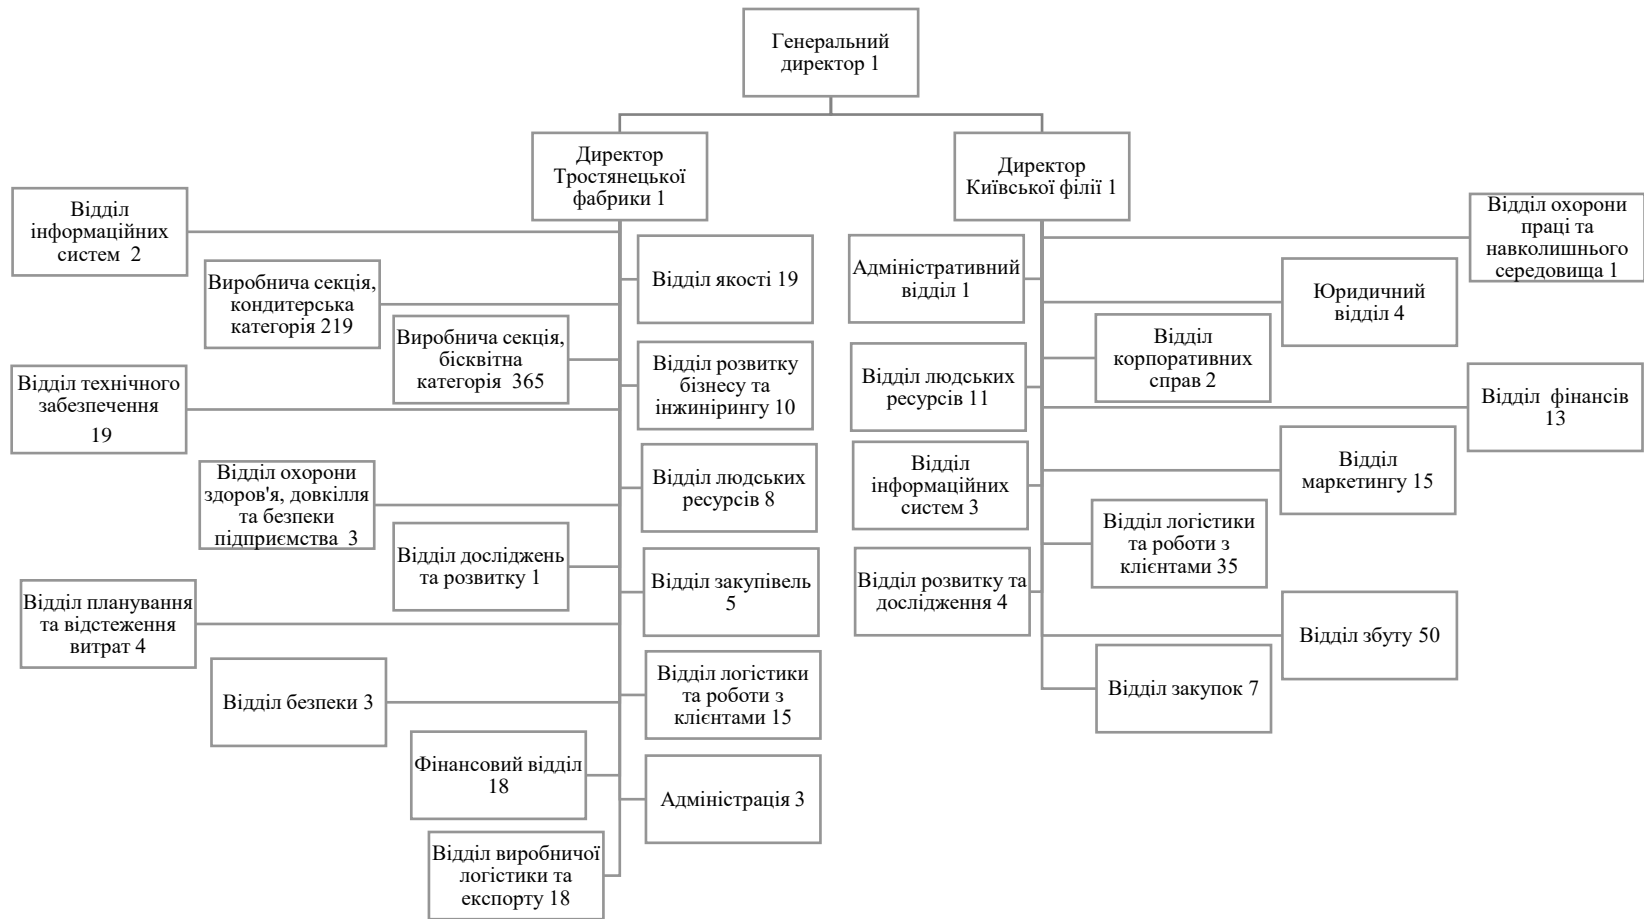 Генеральний
директор 1
Директор
Тростянецької
фабрики 1
Директор
Київської філії 1
Відділ
інформаційних
систем 2
Виробнича секція,
кондитерська
категорія 219
Виробнича секція,
бісквітна
категорія 365
Відділ технічного
забезпечення
19
Відділ охорони
здоров'я, довкілля
та безпеки
підприємства 3
Відділ досліджень
та розвитку 1
Відділ планування
та відстеження
витрат 4
Відділ безпеки 3
Фінансовий відділ
18
Відділ виробничої
логістики та
експорту 18
Відділ якості 19
Відділ розвитку
бізнесу та
інжинірингу 10
Відділ людських
ресурсів 8
Відділ закупівель
5
Відділ логістики
та роботи з
клієнтами 15
Адміністрація 3
Адміністративний
відділ 1
Відділ людських
ресурсів 11
Відділ
інформаційних
систем 3
Відділ розвитку та
дослідження 4
Відділ охорони
праці та
навколишнього
середовища 1
Юридичний
відділ 4
Відділ
корпоративних
справ 2
Відділ фінансів
13
Відділ
маркетингу 15
Відділ логістики
та роботи з
клієнтами 35
Відділ збуту 50
Відділ закупок 7